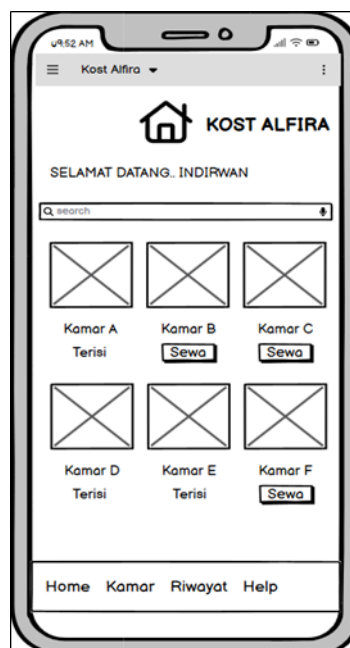 09:52 AM
Kost Alfira
KOST ALFIRA
SELAMAT DATANG.. INDIRWAN
search
Kamar A Kamar B Kamar C
Terisi Sewa Sewa
Kamar D Kamar E Kamar F
Terisi Terisi Sewa
Home Kamar Riwayat Help